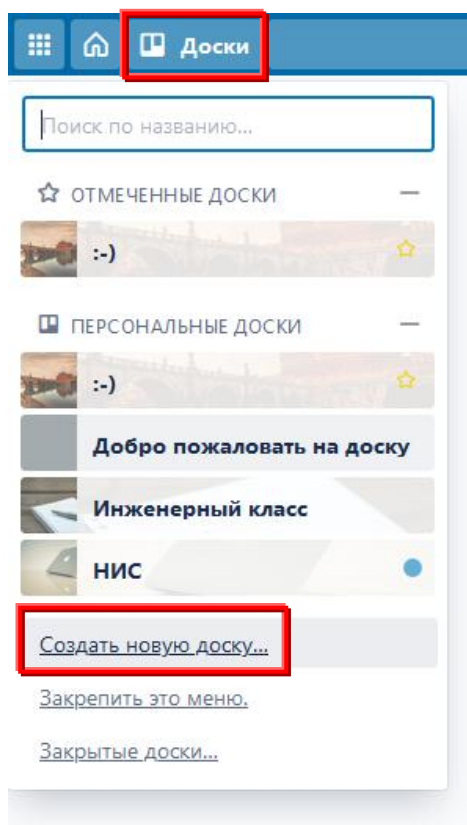 Доски
Поиск по названию...
ОТМЕЧЕННЫЕ ДОСКИ
:-)
ПЕРСОНАЛЬНЫЕ ДОСКИ
:-)
Добро пожаловать на доску
Инженерный класс
НИС
Создать новую доску...
Закрепить это меню.
Закрытые доски...